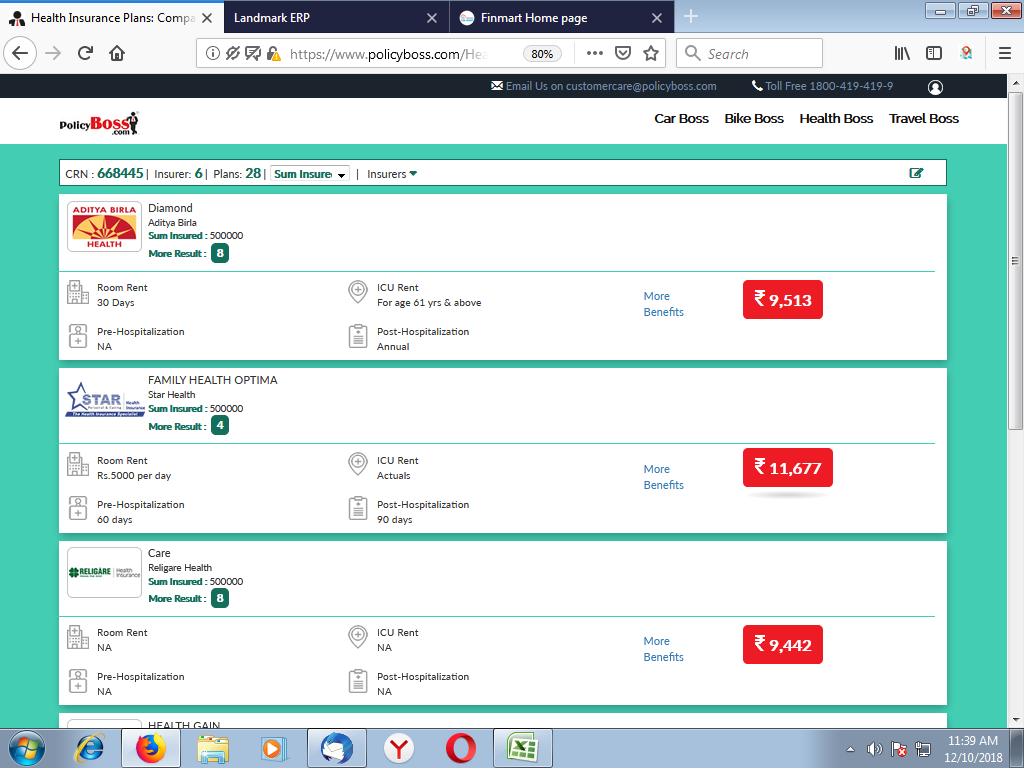 Health Insurance Plans: Compa
Landmark ERP
Finmart Home page
https://www.policyboss.com/Hea
80%
Search
Email Us on customercare@policyboss.com
Toll Free 1800-419-419-9
PolicyBoss.com
Car Boss Bike Boss Health Boss Travel Boss
CRN : 668445 | Insurer: 6 | Plans: 28 | Sum Insured | Insurers
ADITYA BIRLA
HEALTH
Diamond
Aditya Birla
Sum Insured : 500000
More Result : 8
Room Rent
30 Days
ICU Rent
For age 61 yrs & above
More
Benefits
₹ 9,513
Pre-Hospitalization
NA
Post-Hospitalization
Annual
STAR Health Insurance
Personal & Caring
The Health Insurance Specialist
FAMILY HEALTH OPTIMA
Star Health
Sum Insured : 500000
More Result : 4
Room Rent
Rs.5000 per day
ICU Rent
Actuals
More
Benefits
₹ 11,677
Pre-Hospitalization
60 days
Post-Hospitalization
90 days
RELIGARE Health Insurance
Care
Religare Health
Sum Insured : 500000
More Result : 8
Room Rent
NA
ICU Rent
NA
More
Benefits
₹ 9,442
Pre-Hospitalization
NA
Post-Hospitalization
NA
HEALTH GAIN
11:39 AM
12/10/2018